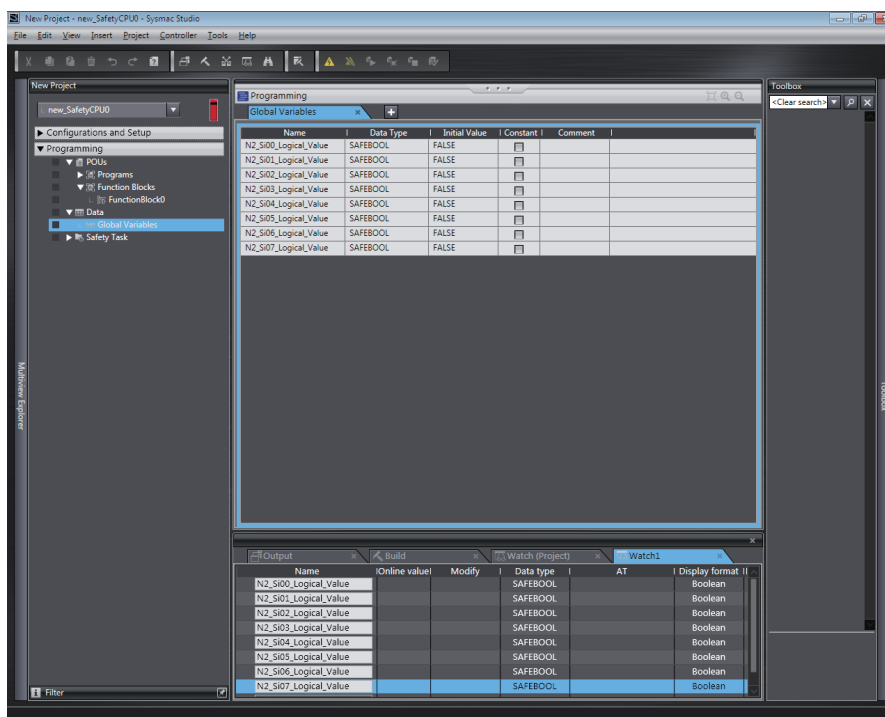 New Project - new_SafetyCPU0 - Sysmac Studio
File Edit View Insert Project Controller Tools Help
New Project
new_SafetyCPU0
Configurations and Setup
Programming
POUs
Programs
Function Blocks
FunctionBlock0
Data
Global Variables
Safety Task
Filter
Multiview Explorer
Programming
Global Variables
Name Data Type Initial Value Constant Comment
N2_Si00_Logical_Value SAFEBOOL FALSE
N2_Si01_Logical_Value SAFEBOOL FALSE
N2_Si02_Logical_Value SAFEBOOL FALSE
N2_Si03_Logical_Value SAFEBOOL FALSE
N2_Si04_Logical_Value SAFEBOOL FALSE
N2_Si05_Logical_Value SAFEBOOL FALSE
N2_Si06_Logical_Value SAFEBOOL FALSE
N2_Si07_Logical_Value SAFEBOOL FALSE
Output Build Watch (Project) Watch1
Name Online value Modify Data type AT Display format
N2_Si00_Logical_Value SAFEBOOL Boolean
N2_Si01_Logical_Value SAFEBOOL Boolean
N2_Si02_Logical_Value SAFEBOOL Boolean
N2_Si03_Logical_Value SAFEBOOL Boolean
N2_Si04_Logical_Value SAFEBOOL Boolean
N2_Si05_Logical_Value SAFEBOOL Boolean
N2_Si06_Logical_Value SAFEBOOL Boolean
N2_Si07_Logical_Value SAFEBOOL Boolean
Toolbox
<Clear search>
Toolbox